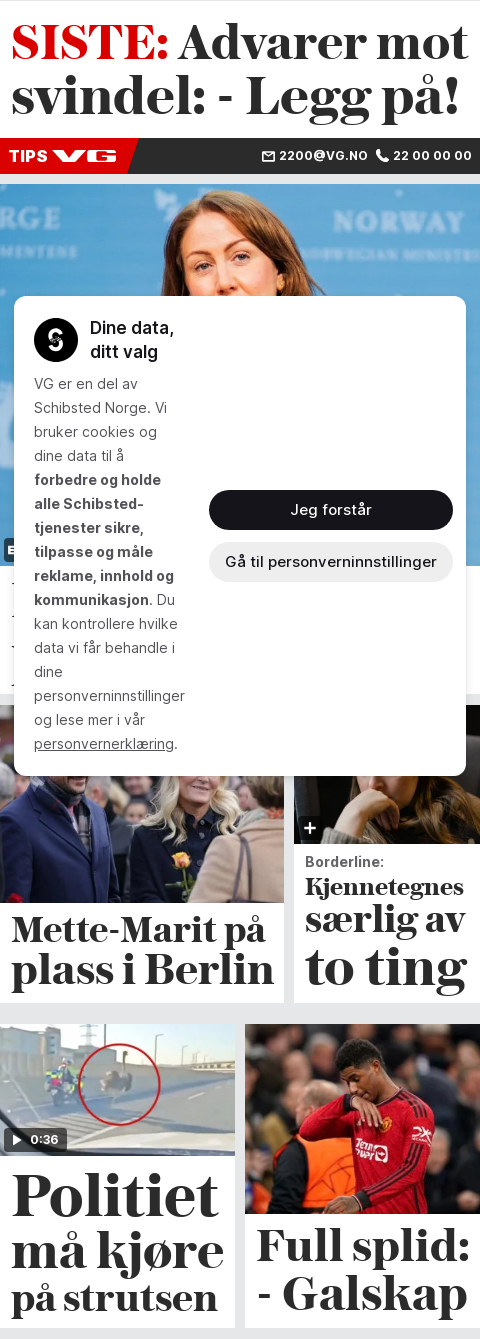 SISTE: Advarer mot
svindel: - Legg på!
TIPS VG
2200@VG.NO 22 00 00 00
Dine data,
ditt valg
VG er en del av
Schibsted Norge. Vi
bruker cookies og
dine data til å
forbedre og holde
alle Schibsted-
tjenester sikre,
tilpasse og måle
reklame, innhold og
kommunikasjon. Du
kan kontrollere hvilke
data vi får behandle i
dine
personverninnstillinger
og lese mer i vår
personvernerklæring.
Jeg forstår
Gå til personverninnstillinger
Mette-Marit på
plass i Berlin
Borderline:
Kjennetegnes
særlig av
to ting
0:36
Politiet
må kjøre
på strutsen
Full splid:
- Galskap